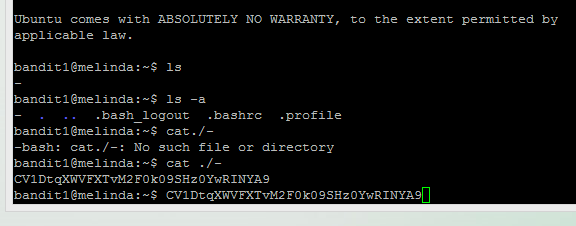 Ubuntu comes with ABSOLUTELY NO WARRANTY, to the extent permitted by
applicable law.
bandit1@melinda:~$ ls
-
bandit1@melinda:~$ ls -a
- . .. .bash_logout .bashrc .profile
bandit1@melinda:~$ cat./-
-bash: cat./-: No such file or directory
bandit1@melinda:~$ cat ./-
CV1DtqXWVFXTvM2F0k09SHz0YwRINYA9
bandit1@melinda:~$ CV1DtqXWVFXTvM2F0k09SHz0YwRINYA9